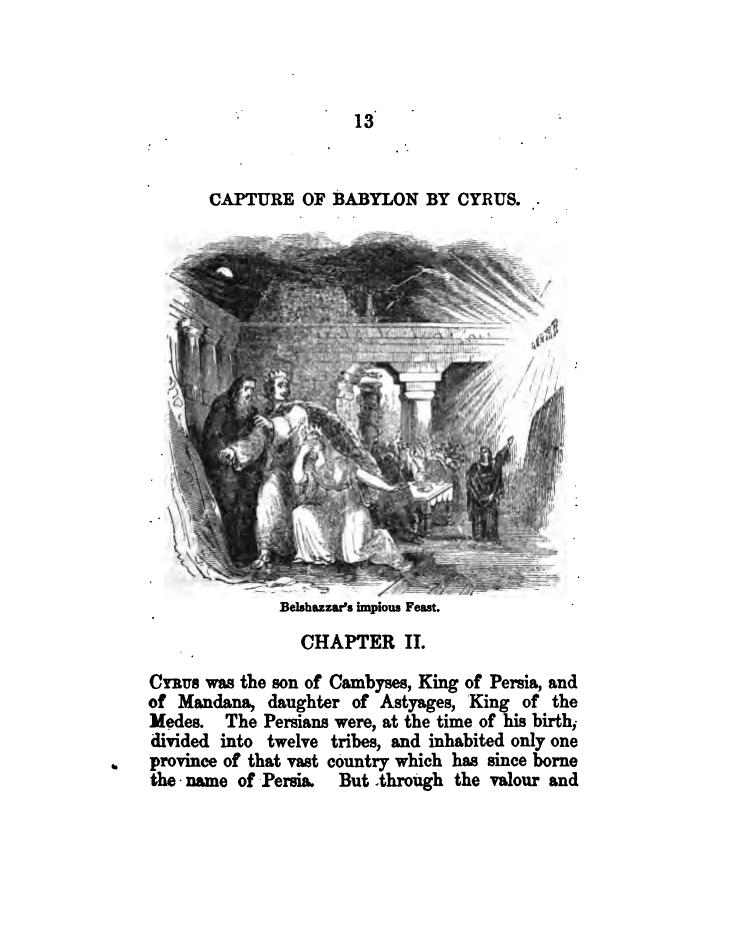 13
CAPTURE OF BABYLON BY CYRUS.
Belshazzar's impious Feast.
CHAPTER II.
CYRUS was the son of Cambyses, King of Persia, and
of Mandana, daughter of Astyages, King of the
Medes. The Persians were, at the time of his birth,
divided into twelve tribes, and inhabited only one
province of that vast country which has since borne
the name of Persia. But through the valour and